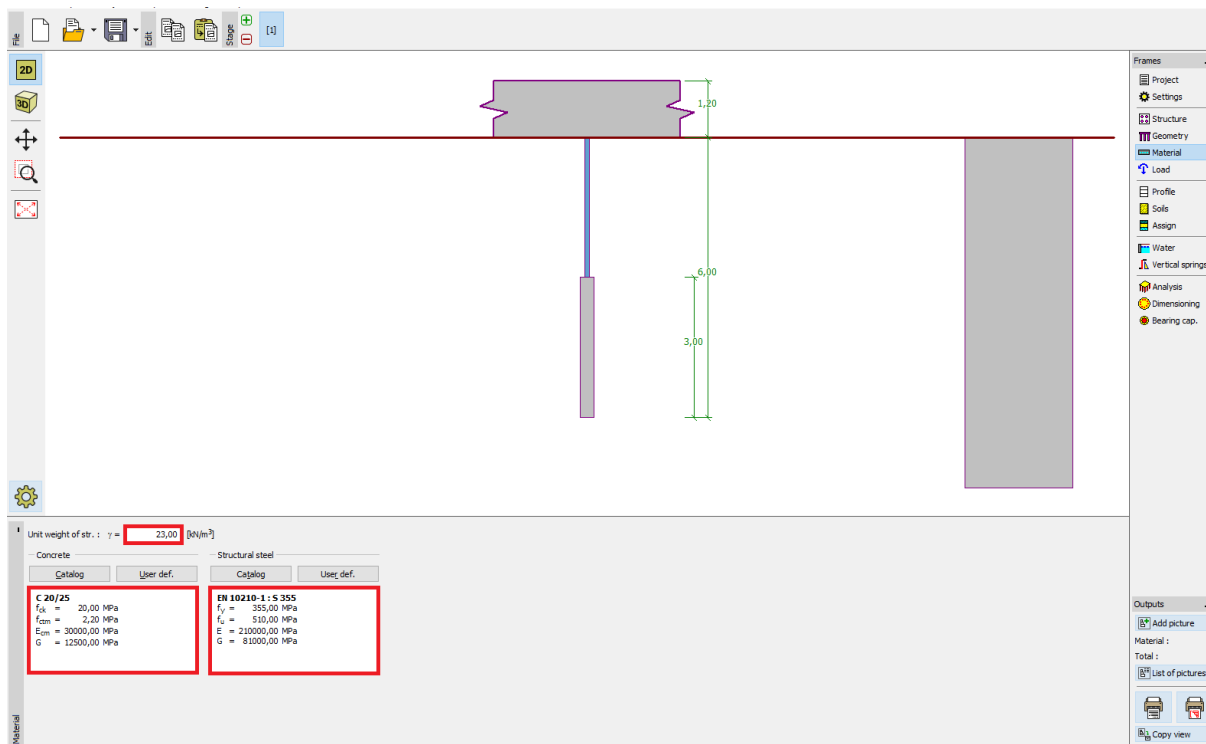 File
Edit
Stage
[1]
2D
3D
1,20
6,00
3,00
Frames
Project
Settings
Structure
Geometry
Material
Load
Profile
Soils
Assign
Water
Vertical springs
Analysis
Dimensioning
Bearing cap.
Unit weight of str. : γ = 23,00 [kN/m³]
Concrete
Catalog User def.
C 20/25
fck = 20,00 MPa
fctm = 2,20 MPa
Ecm = 30000,00 MPa
G = 12500,00 MPa
Structural steel
Catalog User def.
EN 10210-1 : S 355
fy = 355,00 MPa
fu = 510,00 MPa
E = 210000,00 MPa
G = 81000,00 MPa
Material
Outputs
Add picture
Material :
Total :
List of pictures
Copy view